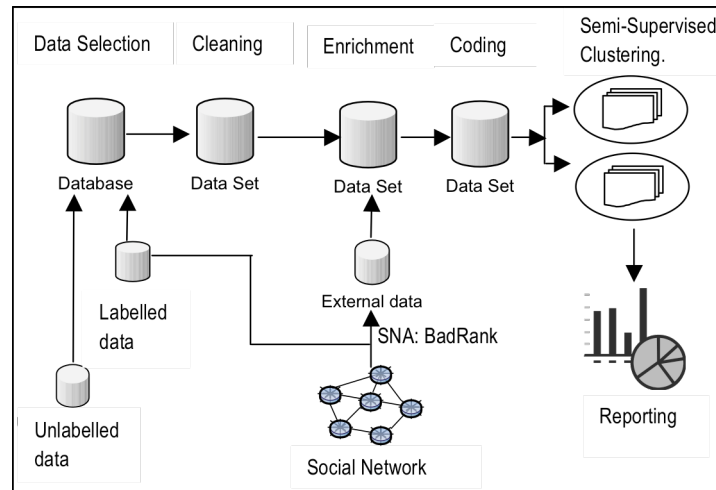 Data Selection
Cleaning
Enrichment
Coding
Semi-Supervised
Clustering.
Database
Data Set
Data Set
Data Set
Labelled
data
External data
SNA: BadRank
Unlabelled
data
Social Network
Reporting